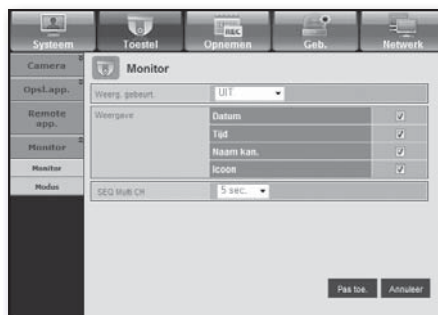 REC
Systeem Toestel Opnemen Geb. Netwerk
Camera
Opsl.app.
Remote app.
Monitor
Monitor
Modus
Monitor
Weerg. gebeurt. UIT
Weergave Datum
Tijd
Naam kan.
Icoon
SEQ Multi CH 5 sec.
Pas toe. Annuleer